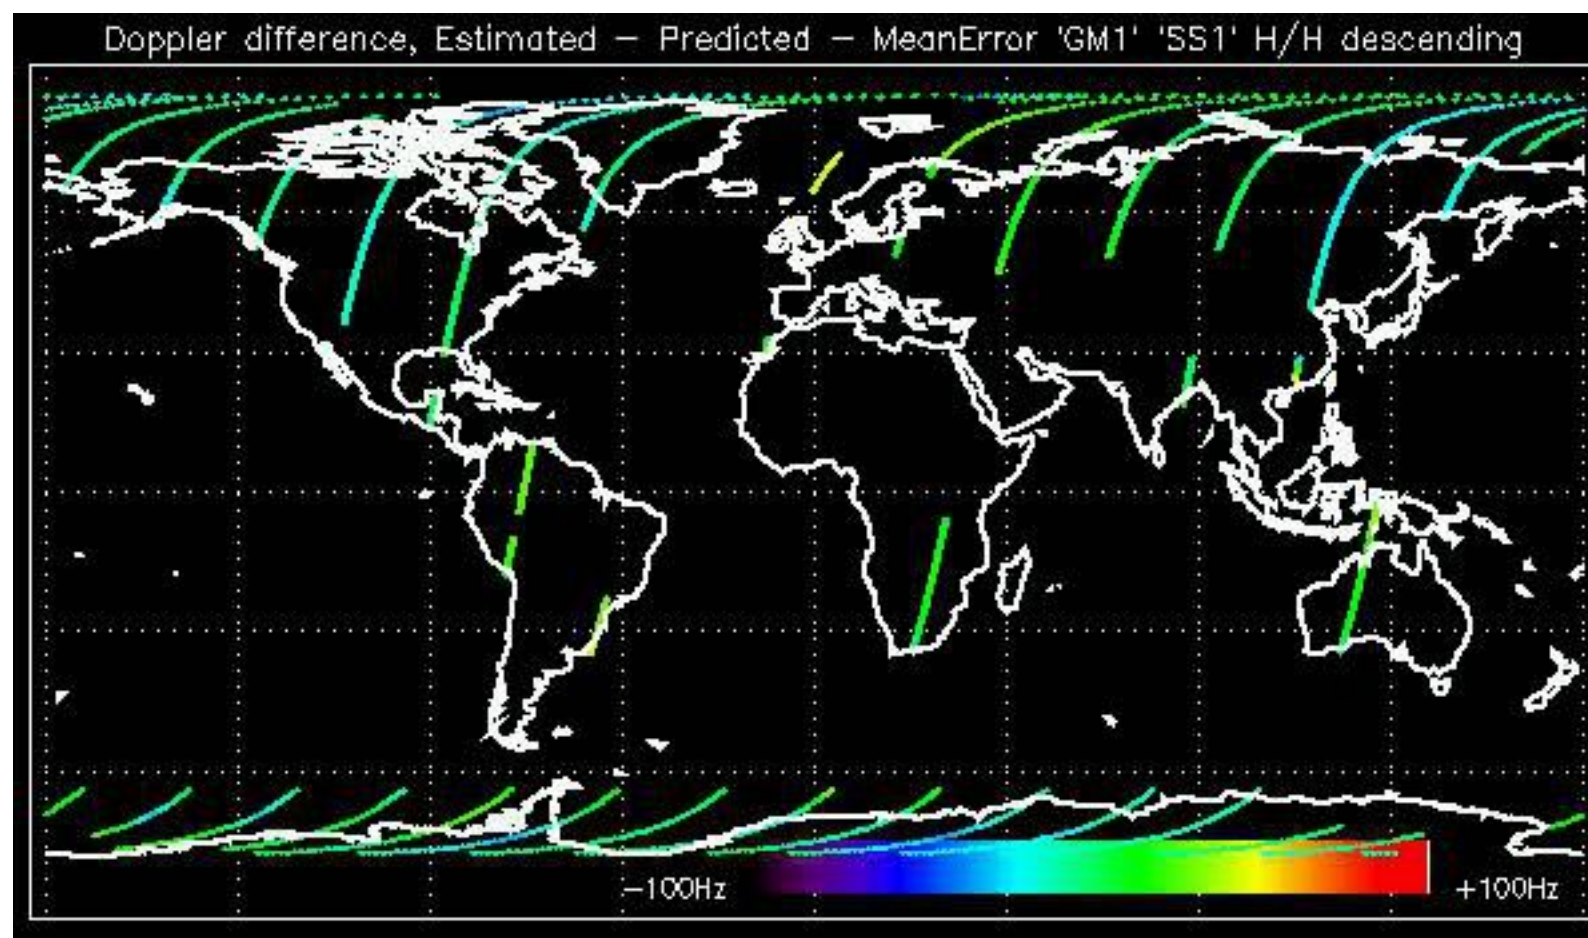 Doppler difference, Estimated – Predicted – MeanError 'GM1' 'SS1' H/H descending
−100Hz
+100Hz